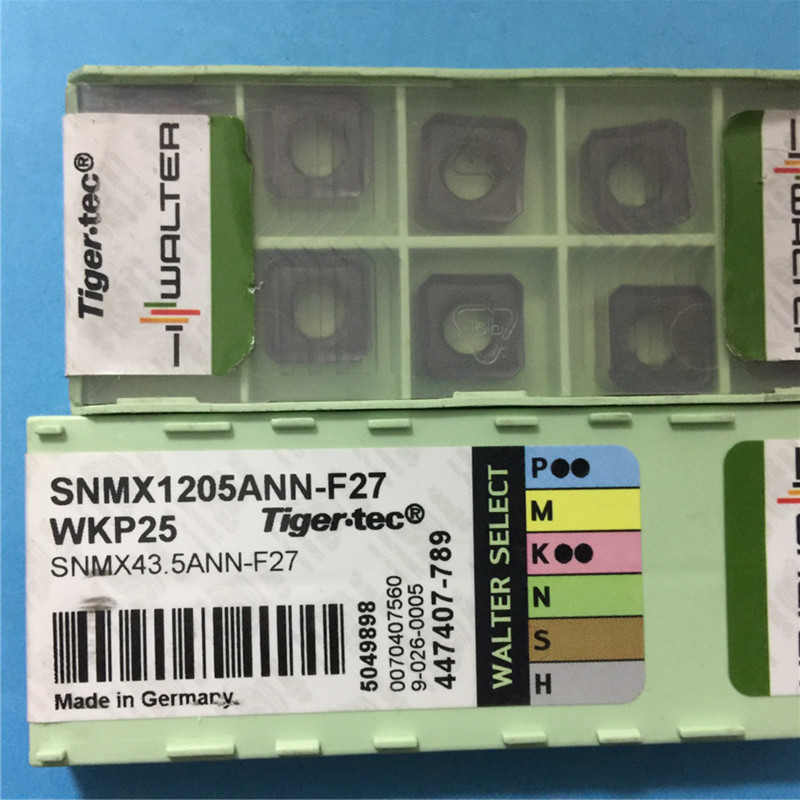 Tiger·tec®
WALTER
WALTER
SNMX1205ANN-F27
WKP25 Tiger·tec®
SNMX43.5ANN-F27
Made in Germany.
5049898
0070407560
9-026-0005
447407-789
WALTER SELECT
P●●
M
K●●
N
S
H